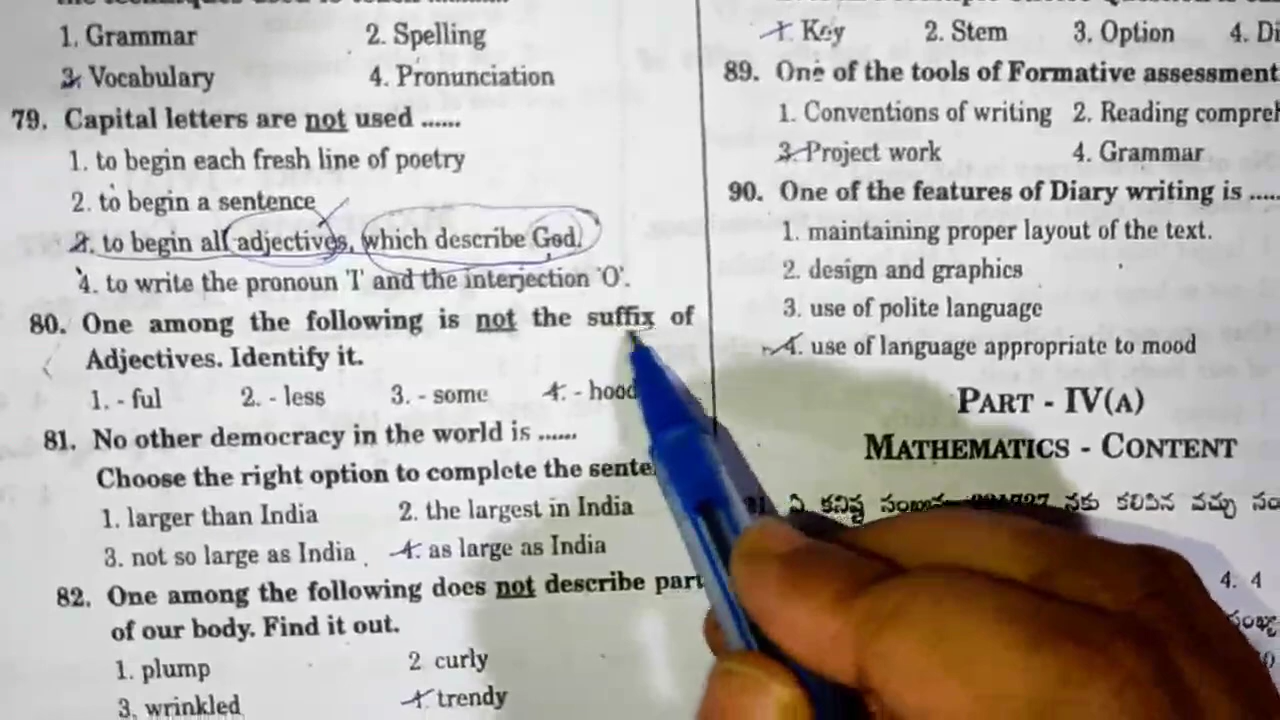 1. Grammar 2. Spelling
3. Vocabulary 4. Pronunciation
79. Capital letters are not used ......
1. to begin each fresh line of poetry
2. to begin a sentence
3. to begin all adjectives, which describe God.
4. to write the pronoun 'I' and the interjection 'O'.
80. One among the following is not the suffix of
Adjectives. Identify it.
1. - ful 2. - less 3. - some 4. - hood
81. No other democracy in the world is ......
Choose the right option to complete the
1. larger than India 2. the largest in India
3. not so large as India 4. as large as India
82. One among the following does not describe
of our body. Find it out.
1. plump 2 curly
3. wrinkled 4. trendy
1. Key 2. Stem 3. Option 4.
89. One of the tools of Formative assessment
1. Conventions of writing 2. Reading
3. Project work 4. Grammar
90. One of the features of Diary writing is .....
1. maintaining proper layout of the text.
2. design and graphics
3. use of polite language
4. use of language appropriate to mood
PART - IV(A)
MATHEMATICS - CONTENT
ఏ కనిష్ఠ నకు కలిపిన వచ్చు
4. 4